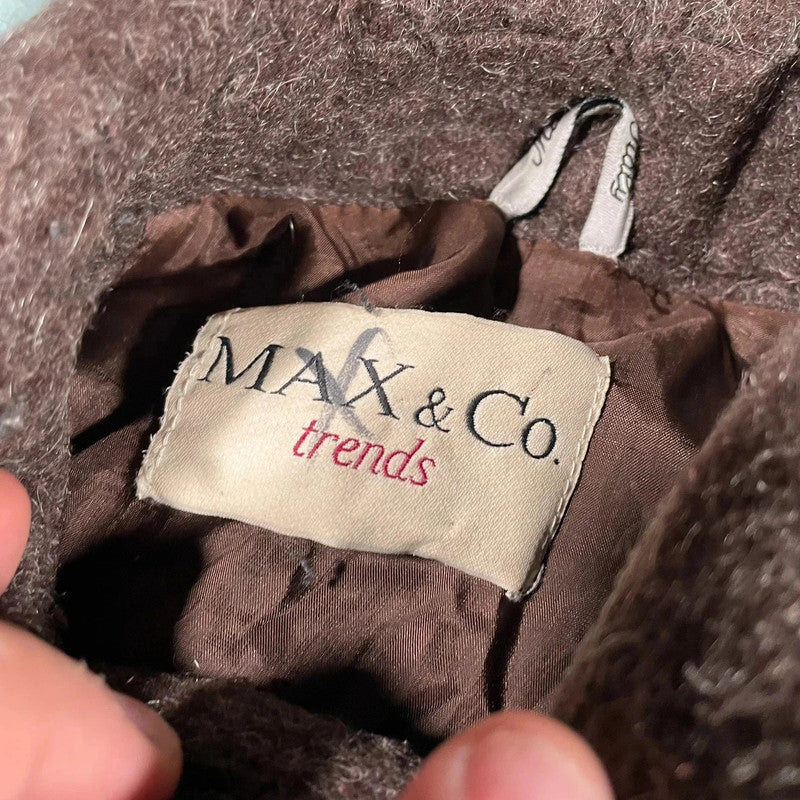 MAX & Co.
trends